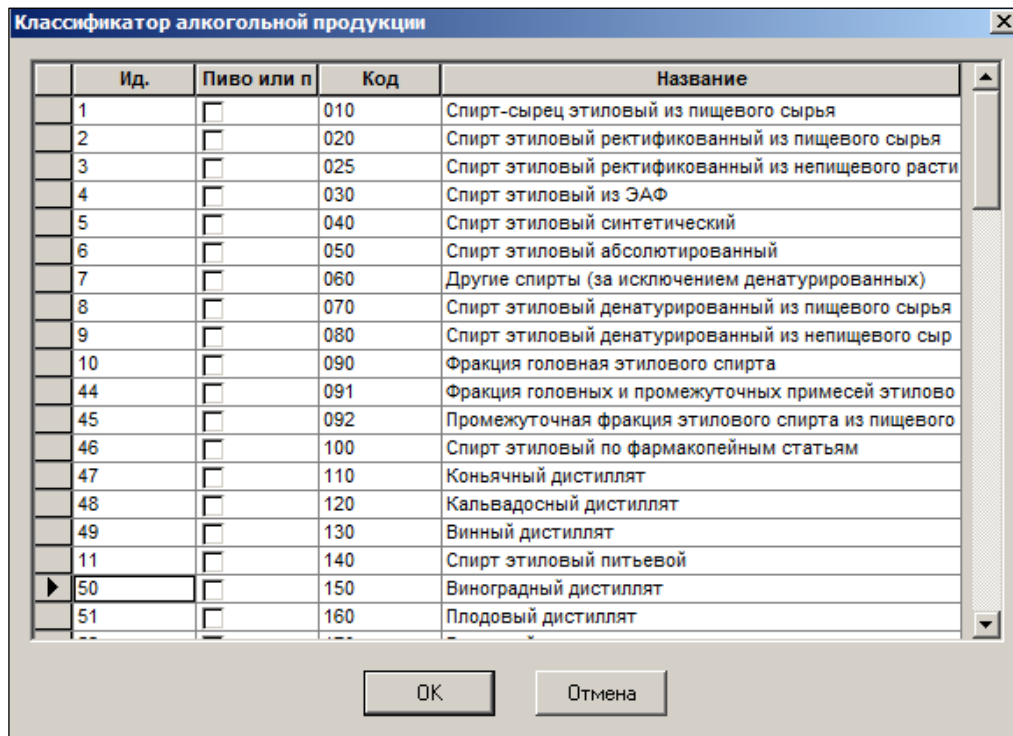 Классификатор алкогольной продукции
Ид. Пиво или п Код Название
1 010 Спирт-сырец этиловый из пищевого сырья
2 020 Спирт этиловый ректификованный из пищевого сырья
3 025 Спирт этиловый ректификованный из непищевого расти
4 030 Спирт этиловый из ЭАФ
5 040 Спирт этиловый синтетический
6 050 Спирт этиловый абсолютированный
7 060 Другие спирты (за исключением денатурированных)
8 070 Спирт этиловый денатурированный из пищевого сырья
9 080 Спирт этиловый денатурированный из непищевого сыр
10 090 Фракция головная этилового спирта
44 091 Фракция головных и промежуточных примесей этилово
45 092 Промежуточная фракция этилового спирта из пищевого
46 100 Спирт этиловый по фармакопейным статьям
47 110 Коньячный дистиллят
48 120 Кальвадосный дистиллят
49 130 Винный дистиллят
11 140 Спирт этиловый питьевой
50 150 Виноградный дистиллят
51 160 Плодовый дистиллят
OK Отмена